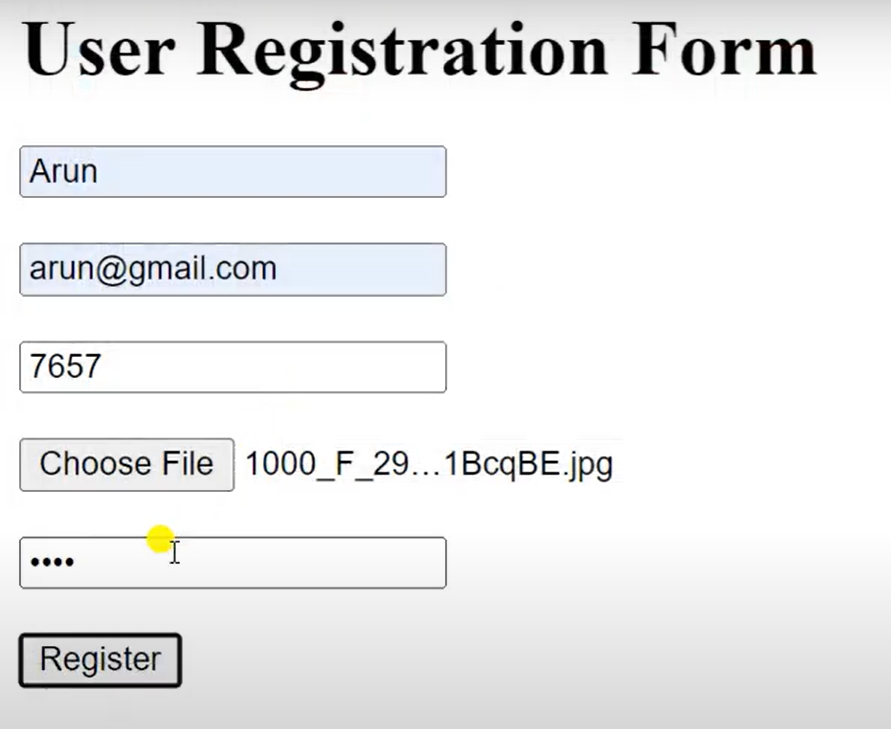 User Registration Form
Arun
arun@gmail.com
7657
Choose File 1000_F_29...1BcqBE.jpg
••••
Register